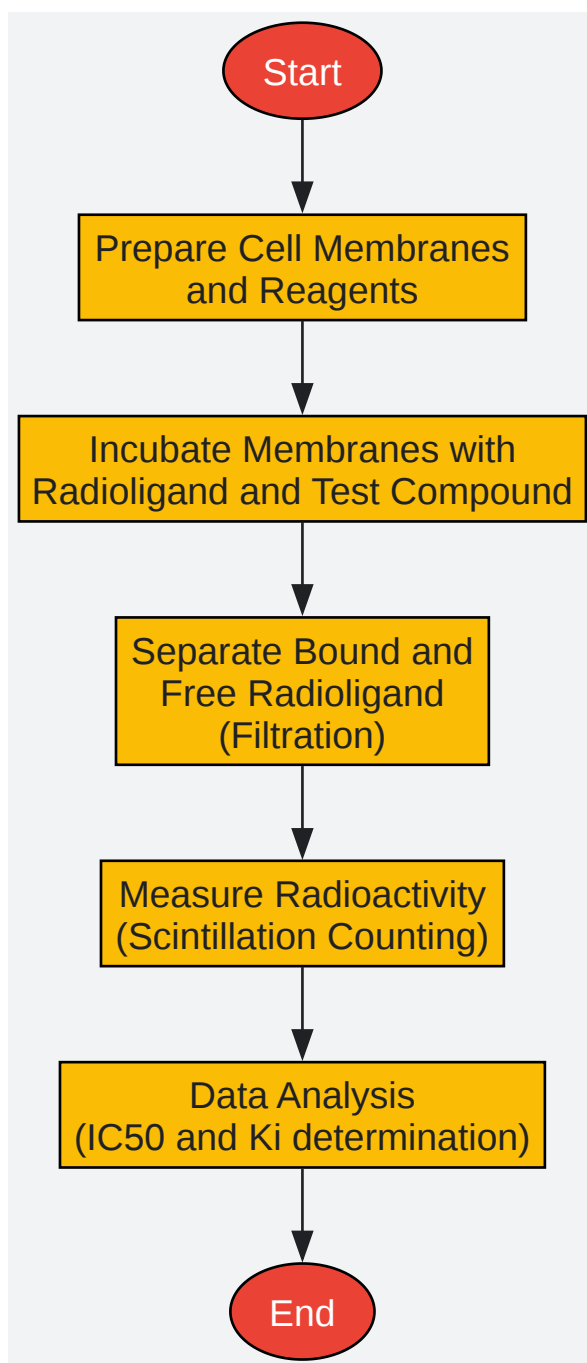 Start
Prepare Cell Membranes
and Reagents
Incubate Membranes with
Radioligand and Test Compound
Separate Bound and
Free Radioligand
(Filtration)
Measure Radioactivity
(Scintillation Counting)
Data Analysis
(IC50 and Ki determination)
End